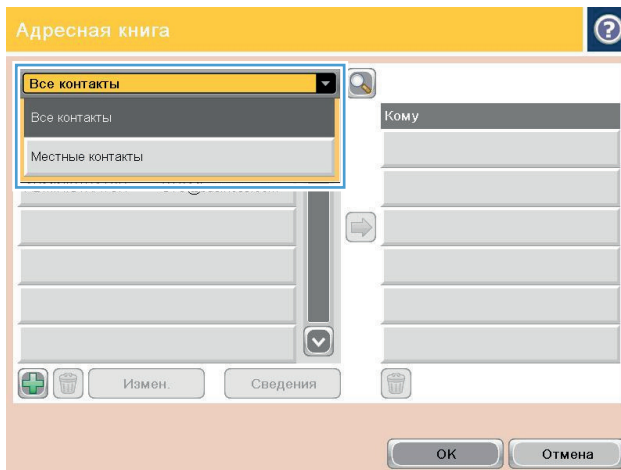 Адресная книга
?
Все контакты
Все контакты
Кому
Местные контакты
Измен.
Сведения
OK
Отмена